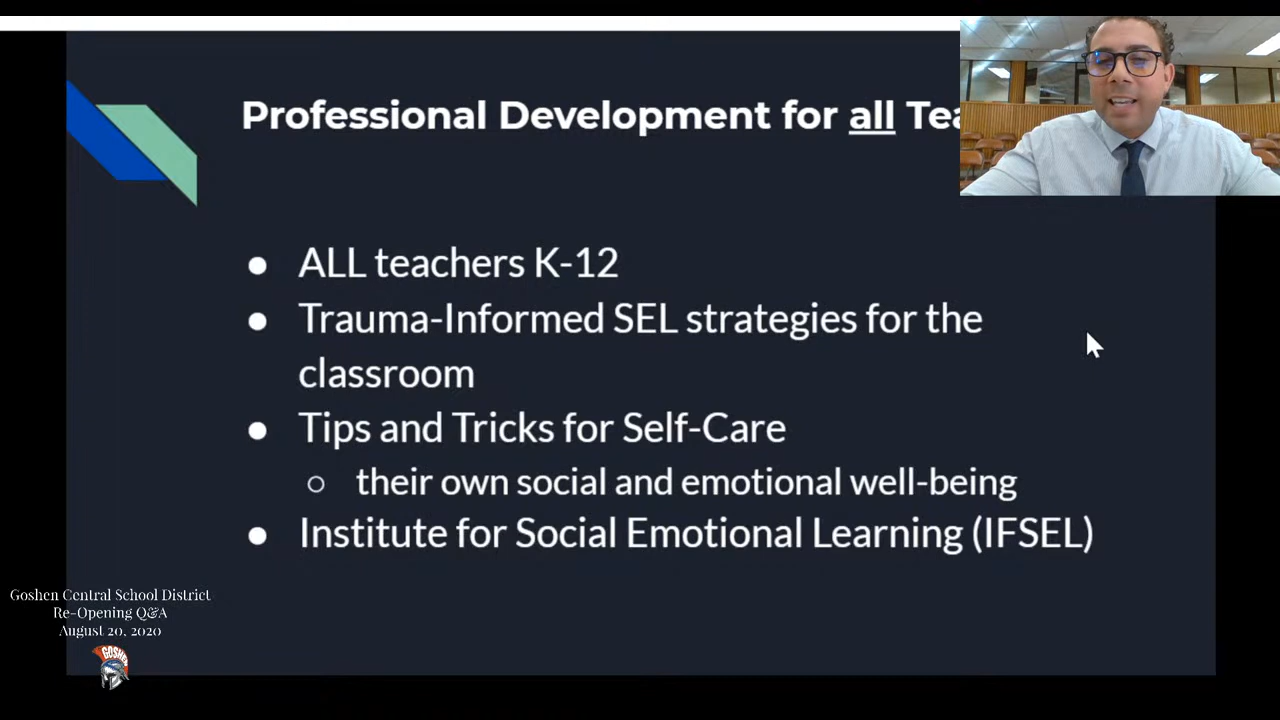 Professional Development for all
ALL teachers K-12
Trauma-Informed SEL strategies for the
classroom
Tips and Tricks for Self-Care
their own social and emotional well-being
Institute for Social Emotional Learning (IFSEL)
Goshen Central School District
Re-Opening Q&A
August 20, 2020
GOSHEN